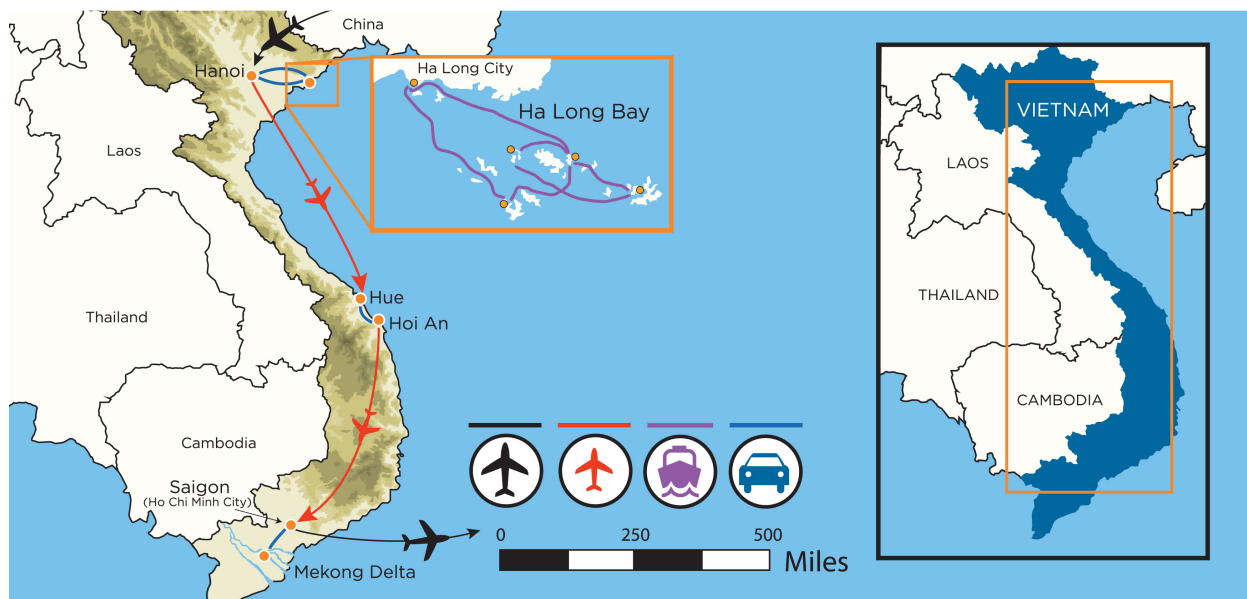 China
Hanoi
Ha Long City
Ha Long Bay
Laos
Hue
Hoi An
Thailand
Cambodia
Saigon
(Ho Chi Minh City)
Mekong Delta
0 250 500
Miles
VIETNAM
LAOS
THAILAND
CAMBODIA